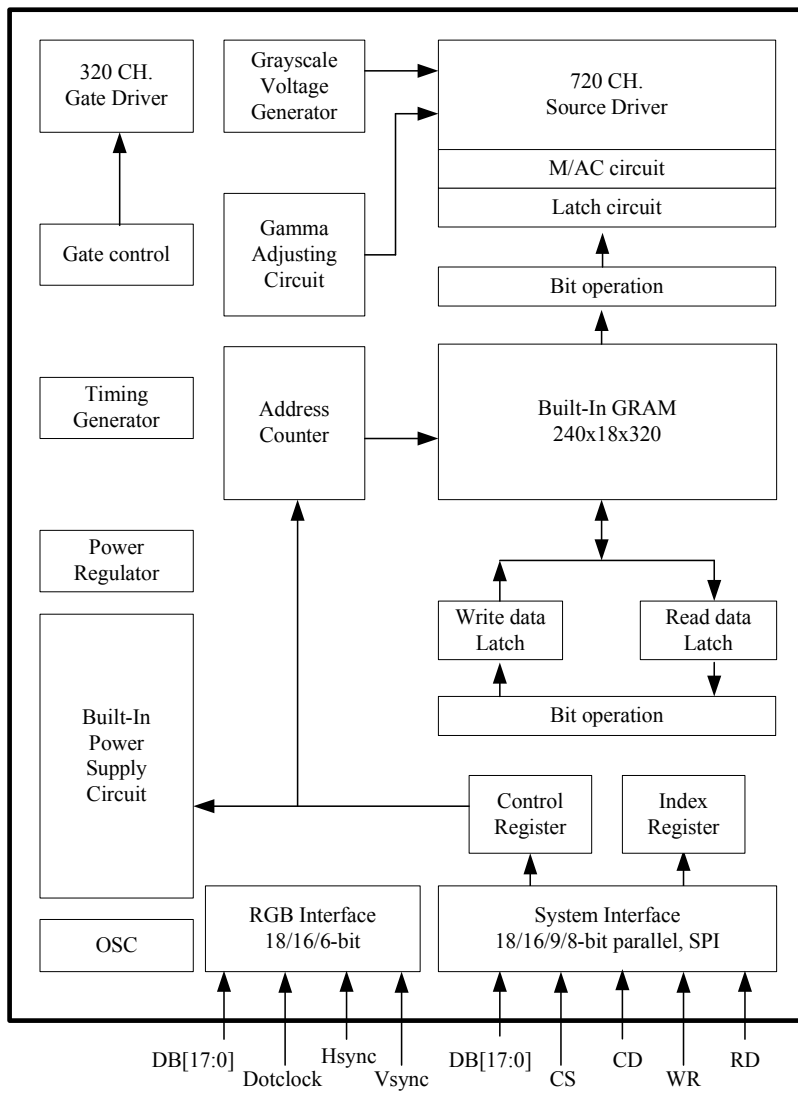 320 CH.
Gate Driver
Grayscale
Voltage
Generator
720 CH.
Source Driver
M/AC circuit
Latch circuit
Gate control
Gamma
Adjusting
Circuit
Bit operation
Timing
Generator
Address
Counter
Built-In GRAM
240x18x320
Power
Regulator
Write data
Latch
Read data
Latch
Bit operation
Built-In
Power
Supply
Circuit
Control
Register
Index
Register
OSC
RGB Interface
18/16/6-bit
System Interface
18/16/9/8-bit parallel, SPI
DB[17:0]
Dotclock
Hsync
Vsync
DB[17:0]
CS
CD
WR
RD